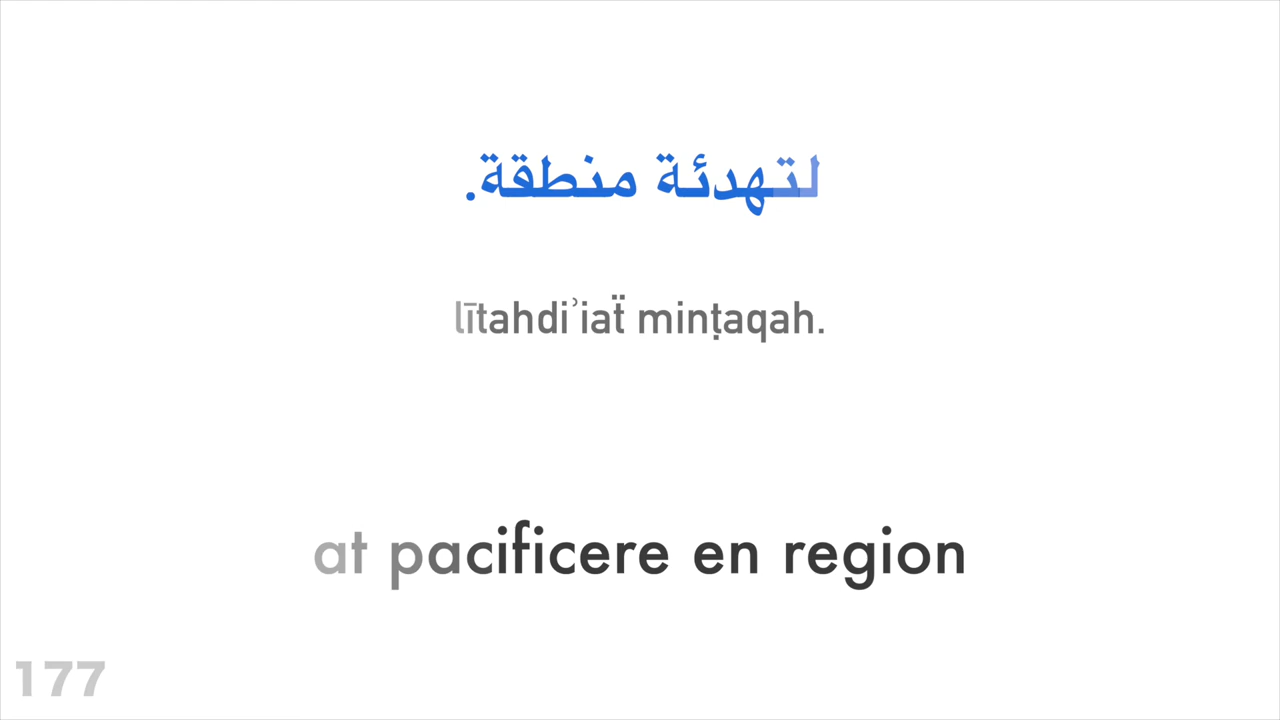 لتهدئة منطقة.
lītahdiʾiaẗ minṭaqah.
at pacificere en region
177